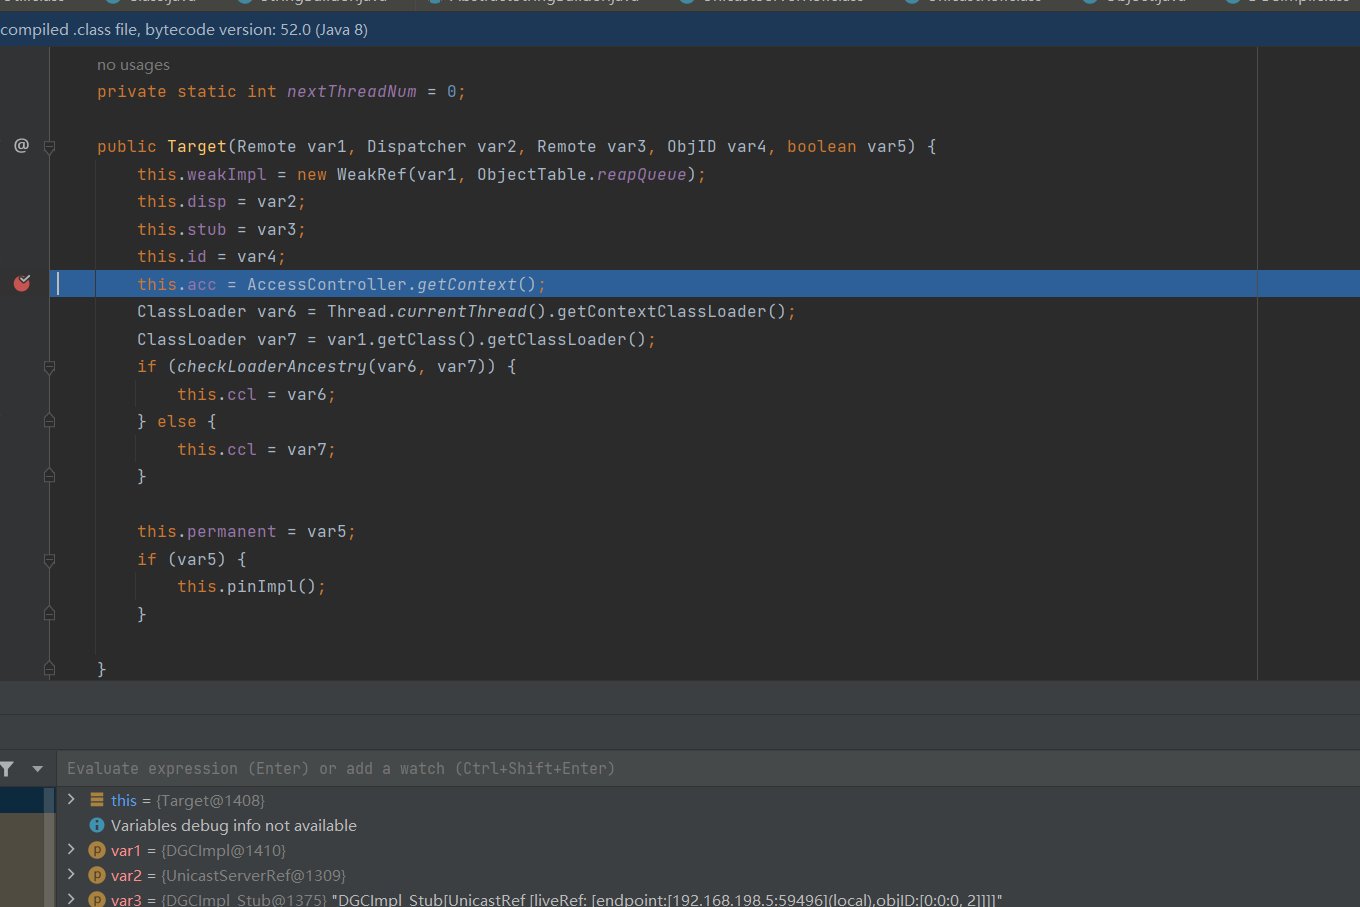 compiled .class file, bytecode version: 52.0 (Java 8)
no usages
private static int nextThreadNum = 0;
@
public Target(Remote var1, Dispatcher var2, Remote var3, ObjID var4, boolean var5) {
this.weakImpl = new WeakRef(var1, ObjectTable.reapQueue);
this.disp = var2;
this.stub = var3;
this.id = var4;
this.acc = AccessController.getContext();
ClassLoader var6 = Thread.currentThread().getContextClassLoader();
ClassLoader var7 = var1.getClass().getClassLoader();
if (checkLoaderAncestry(var6, var7)) {
this.ccl = var6;
} else {
this.ccl = var7;
}
this.permanent = var5;
if (var5) {
this.pinImpl();
}
}
Evaluate expression (Enter) or add a watch (Ctrl+Shift+Enter)
this = {Target@1408}
Variables debug info not available
p var1 = {DGCImpl@1410}
p var2 = {UnicastServerRef@1309}
p var3 = {DGCImpl_Stub@1375} "DGCImpl_Stub[UnicastRef [liveRef: [endpoint:[192.168.198.5:59496](local),objID:[0:0:0, 2]]]]"